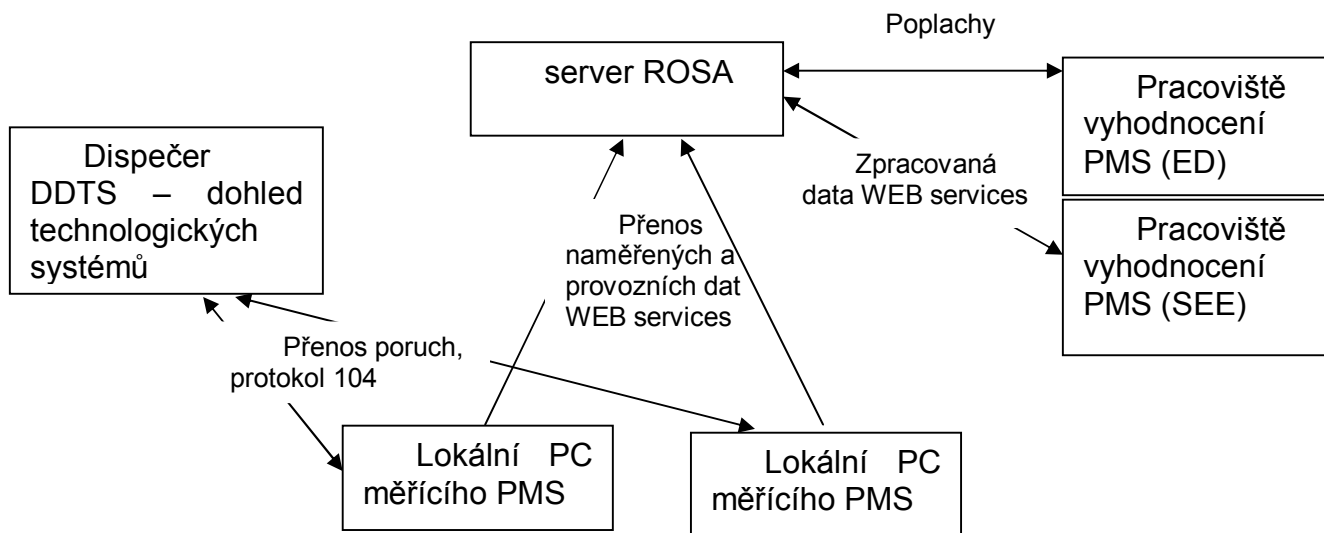 Poplachy
server ROSA
Pracoviště
vyhodnocení
PMS (ED)
Dispečer
DDTS – dohled
technologických
systémů
Zpracovaná
data WEB services
Přenos
naměřených a
provozních dat
WEB services
Pracoviště
vyhodnocení
PMS (SEE)
Přenos poruch,
protokol 104
Lokální PC
měřícího PMS
Lokální PC
měřícího PMS